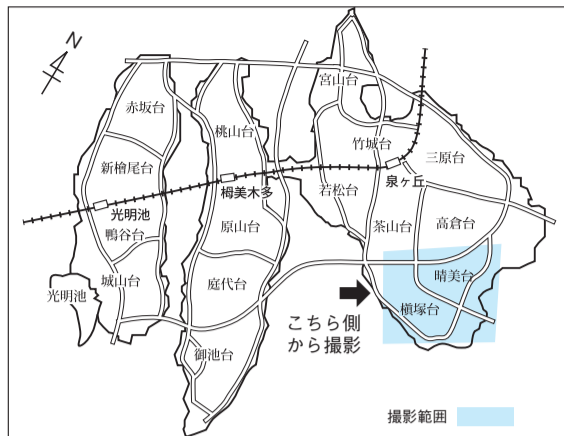 N
宮山台
赤坂台
桃山台
竹城台
三原台
新檜尾台
栂美木多
若松台
泉ヶ丘
光明池
鴨谷台
原山台
茶山台
高倉台
城山台
庭代台
晴美台
光明池
槇塚台
こちら側
から撮影
御池台
撮影範囲